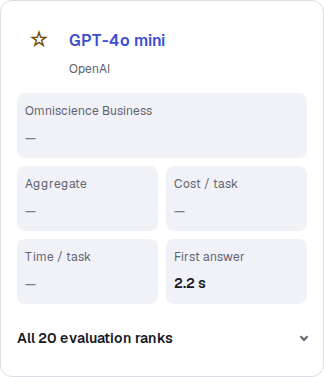 GPT-4o mini
OpenAI
Omniscience Business
—
Aggregate
—
Cost / task
—
Time / task
—
First answer
2.2 s
All 20 evaluation ranks